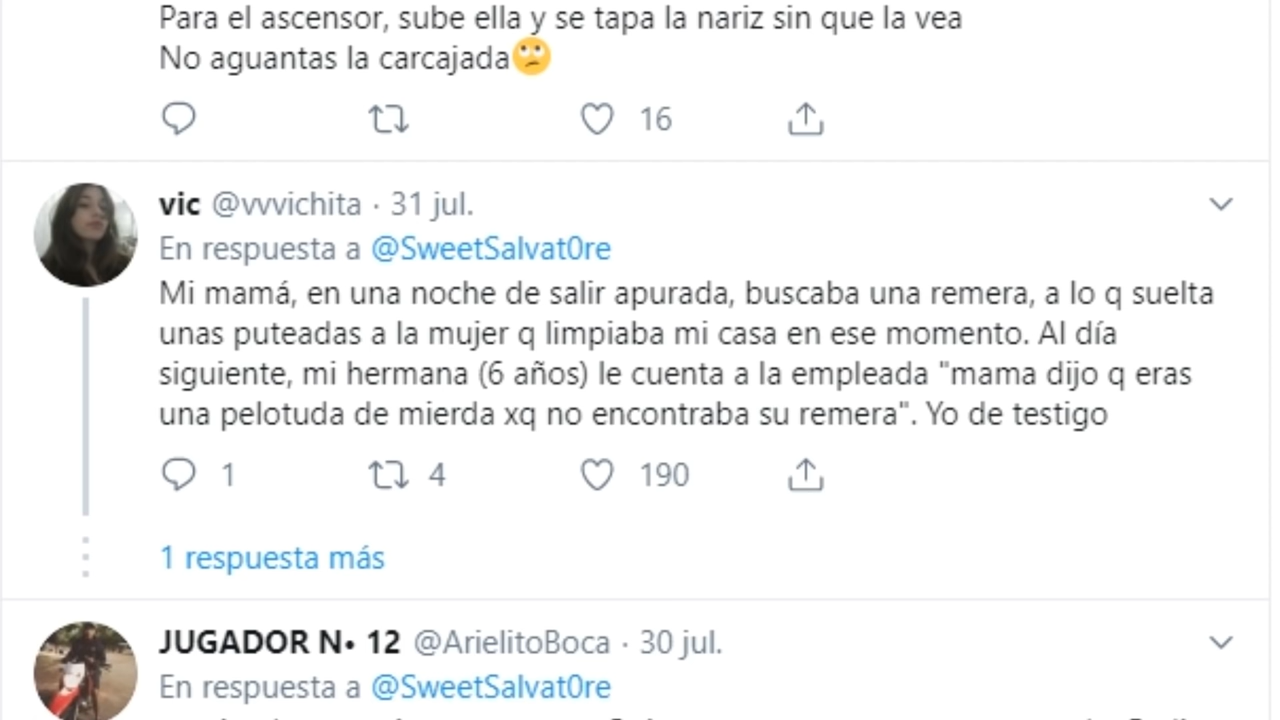 Para el ascensor, sube ella y se tapa la nariz sin que la vea
No aguantas la carcajada🙄
16
vic @vvvichita · 31 jul.
En respuesta a @SweetSalvat0re
Mi mamá, en una noche de salir apurada, buscaba una remera, a lo q suelta
unas puteadas a la mujer q limpiaba mi casa en ese momento. Al día
siguiente, mi hermana (6 años) le cuenta a la empleada "mama dijo q eras
una pelotuda de mierda xq no encontraba su remera". Yo de testigo
1 4 190
1 respuesta más
JUGADOR N• 12 @ArielitoBoca · 30 jul.
En respuesta a @SweetSalvat0re